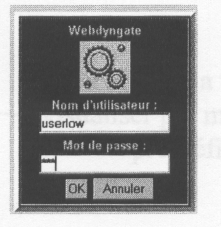 Webdyngate
Nom d'utilisateur :
userlow
Mot de passe :
***
OK Annuler